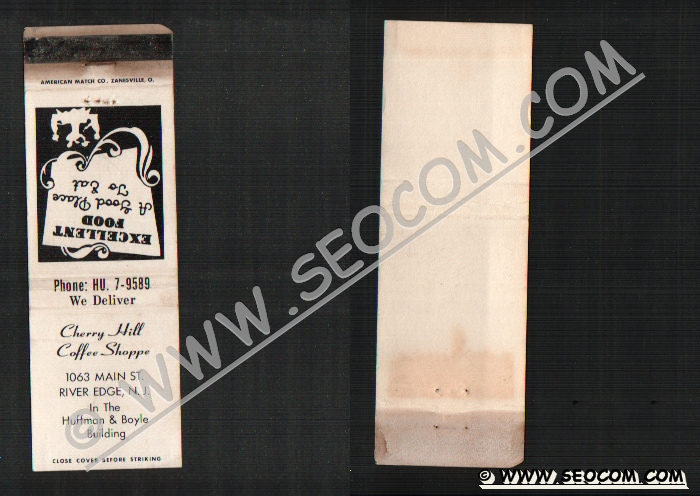 AMERICAN MATCH CO., ZANESVILLE, O.
EXCELLENT
FOOD
A Good Place
To Eat
Phone: HU. 7-9589
We Deliver
Cherry Hill
Coffee Shoppe
1063 MAIN ST.
RIVER EDGE, N. J.
In The
Huffman & Boyle
Building
CLOSE COVER BEFORE STRIKING
© WWW.SEOCOM.COM
© WWW.SEOCOM.COM ©